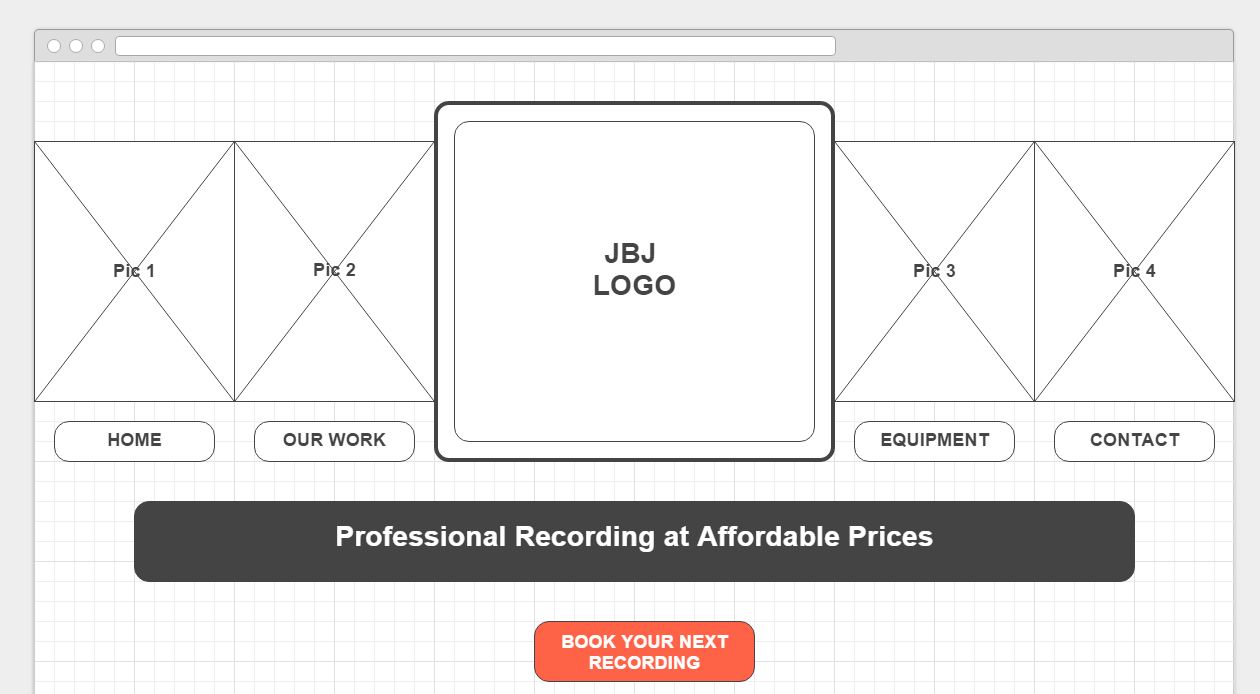 Pic 1
Pic 2
JBJ
LOGO
Pic 3
Pic 4
HOME
OUR WORK
EQUIPMENT
CONTACT
Professional Recording at Affordable Prices
BOOK YOUR NEXT
RECORDING